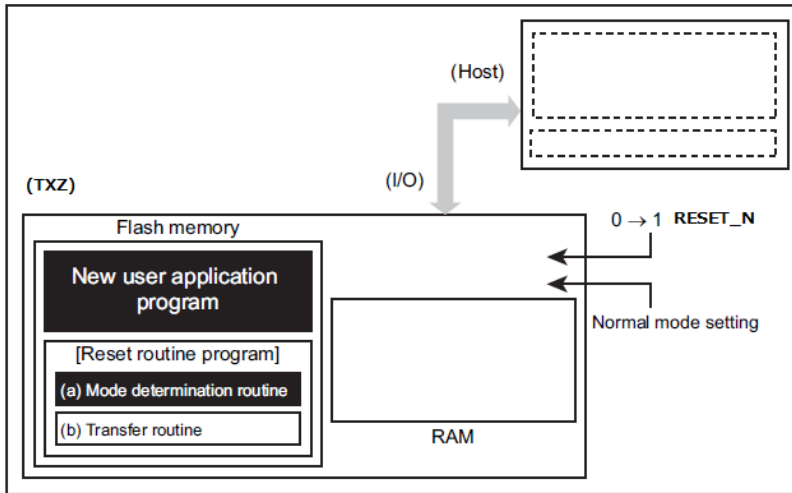 (Host)
(I/O)
(TXZ)
0 → 1 RESET_N
Flash memory
New user application
program
Normal mode setting
[Reset routine program]
(a) Mode determination routine
(b) Transfer routine
RAM